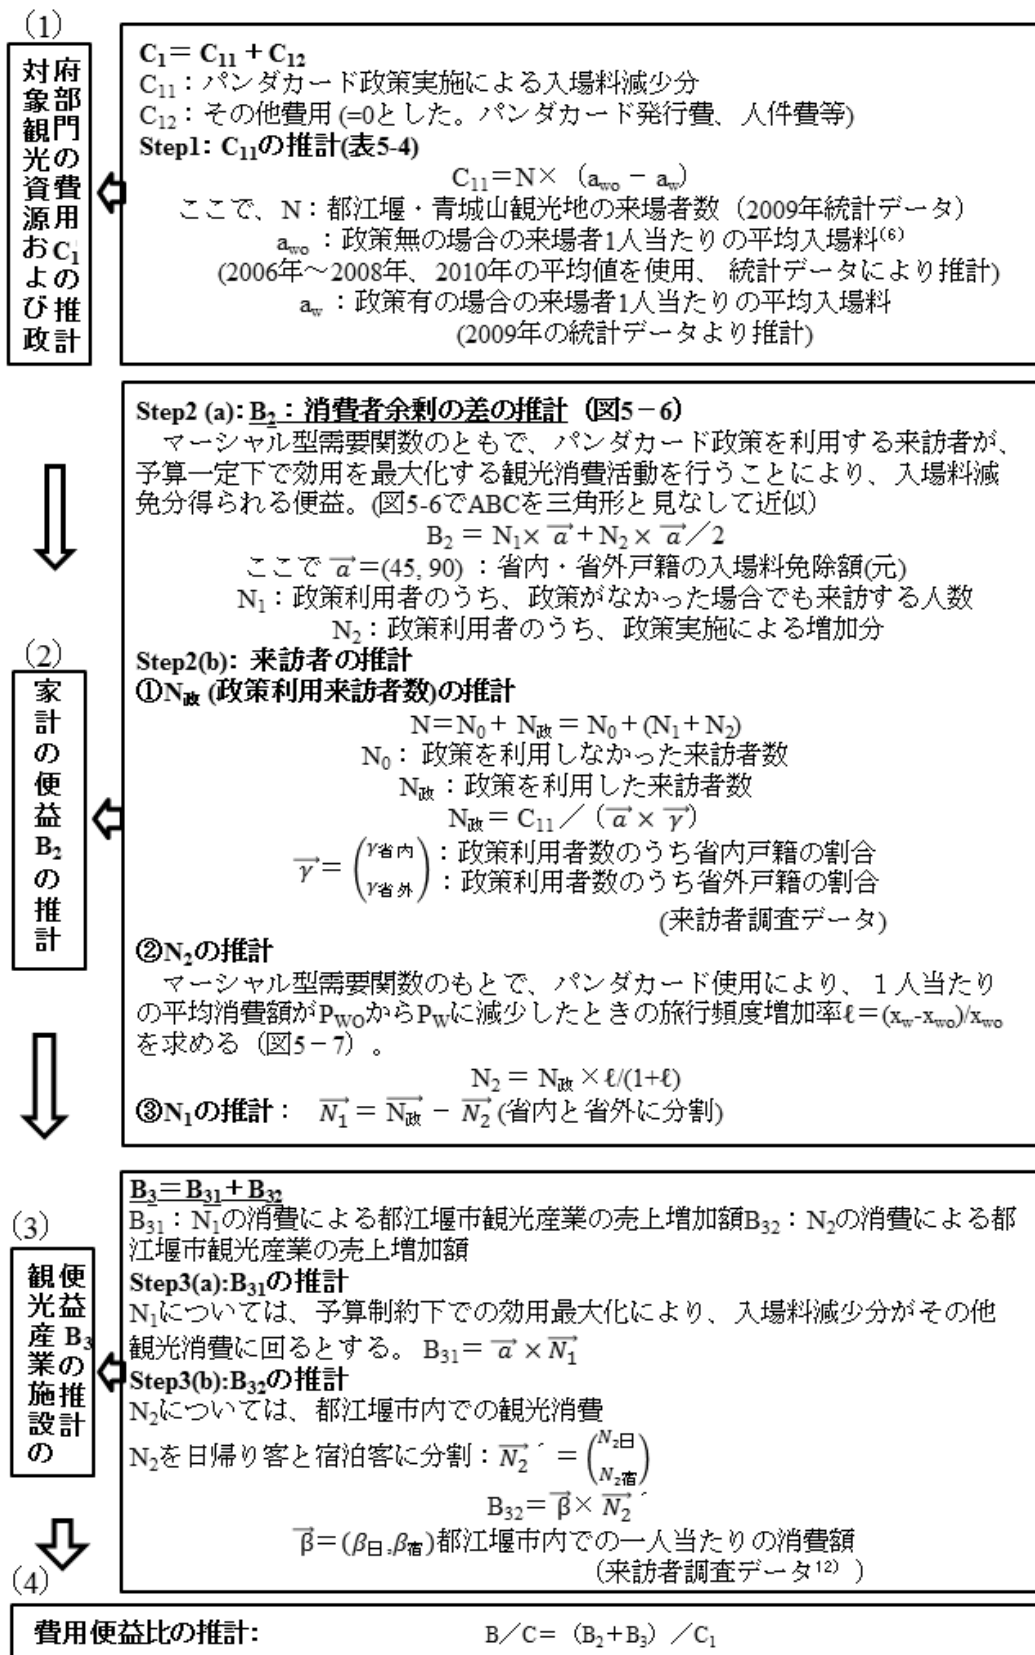 (1)
対象観光資源および政
府部門の費用C₁の推計
C₁= C₁₁ + C₁₂
C₁₁：パンダカード政策実施による入場料減少分
C₁₂：その他費用 (=0とした。パンダカード発行費、人件費等)
Step1: C₁₁の推計(表5-4)
C₁₁=N×（a_wo − a_w）
ここで、N：都江堰・青城山観光地の来場者数（2009年統計データ）
a_wo：政策無の場合の来場者1人当たりの平均入場料⁽⁶⁾
(2006年～2008年、2010年の平均値を使用、統計データにより推計)
a_w：政策有の場合の来場者1人当たりの平均入場料
(2009年の統計データより推計)
(2)
家計の便益B₂の推計
Step2 (a): B₂：消費者余剰の差の推計（図5－6）
マーシャル型需要関数のともで、パンダカード政策を利用する来訪者が、
予算一定下で効用を最大化する観光消費活動を行うことにより、入場料減
免分得られる便益。(図5-6でABCを三角形と見なして近似）
B₂ = N₁× a⃗ + N₂ × a⃗／2
ここで a⃗ =(45, 90)：省内・省外戸籍の入場料免除額(元)
N₁：政策利用者のうち、政策がなかった場合でも来訪する人数
N₂：政策利用者のうち、政策実施による増加分
Step2(b): 来訪者の推計
①N政 (政策利用来訪者数)の推計
N=N₀+ N政 = N₀+ (N₁+ N₂)
N₀：政策を利用しなかった来訪者数
N政：政策を利用した来訪者数
N政= C₁₁／（a⃗ × γ⃗）
γ⃗ = (γ省内 γ省外)：政策利用者数のうち省内戸籍の割合
：政策利用者数のうち省外戸籍の割合
(来訪者調査データ)
②N₂の推計
マーシャル型需要関数のもとで、パンダカード使用により、１人当たり
の平均消費額がP_WOからP_Wに減少したときの旅行頻度増加率ℓ＝(x_w-x_wo)/x_wo
を求める（図5－7）。
N₂ = N政 ×ℓ/(1+ℓ)
③N₁の推計： N₁⃗ = N政⃗ − N₂⃗ (省内と省外に分割)
(3)
観光産業施設の
便益B₃の推計
B₃=B₃₁+B₃₂
B₃₁：N₁の消費による都江堰市観光産業の売上増加額B₃₂：N₂の消費による都
江堰市観光産業の売上増加額
Step3(a):B₃₁の推計
N₁については、予算制約下での効用最大化により、入場料減少分がその他
観光消費に回るとする。 B₃₁= a⃗ × N₁⃗
Step3(b):B₃₂の推計
N₂については、都江堰市内での観光消費
N₂を日帰り客と宿泊客に分割：N₂⃗ ´ = (N₂日 N₂宿)
B₃₂= β⃗ × N₂⃗ ´
β⃗ = (β日,β宿)都江堰市内での一人当たりの消費額
（来訪者調査データ¹²⁾ ）
(4)
費用便益比の推計: B／C=（B₂+B₃）／C₁